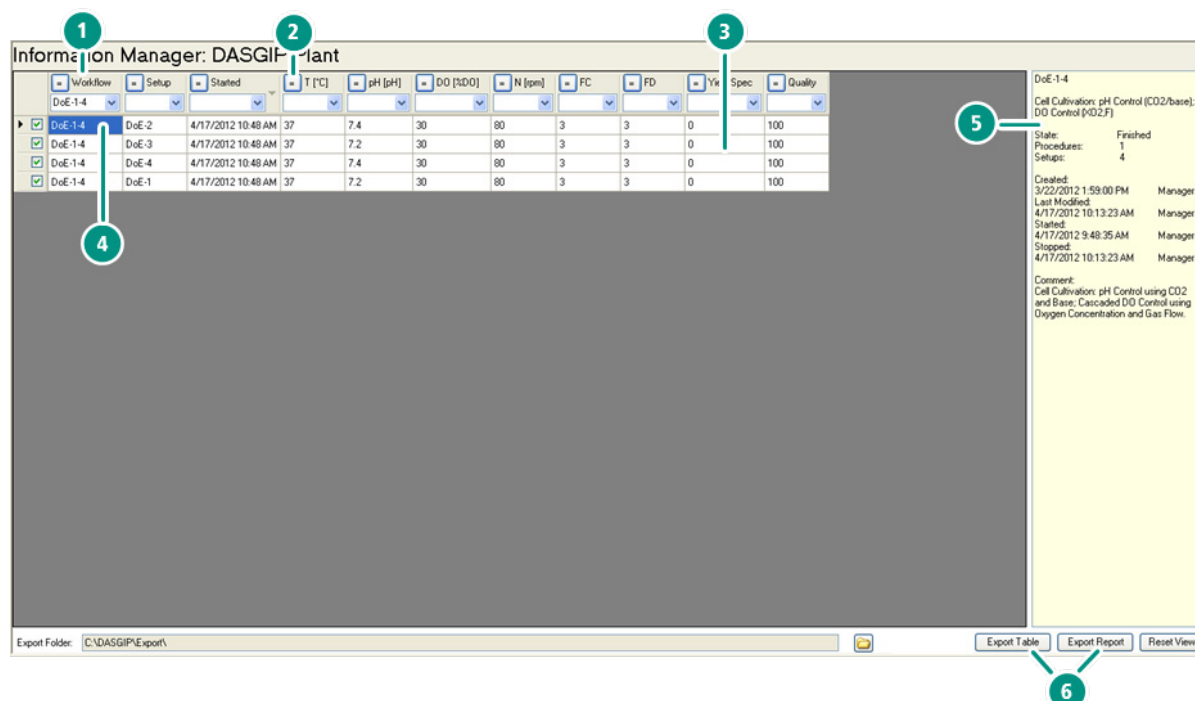 1
2
3
Information Manager: DASGIP Plant
= Workflow = Setup = Started = T [°C] = pH [pH] = DO [%DO] = N [rpm] = FC = FD = Yield Spec = Quality
DoE-1-4
DoE-1-4 DoE-2 4/17/2012 10:48 AM 37 7.4 30 80 3 3 0 100
DoE-1-4 DoE-3 4/17/2012 10:48 AM 37 7.2 30 80 3 3 0 100
DoE-1-4 DoE-4 4/17/2012 10:48 AM 37 7.4 30 80 3 3 0 100
DoE-1-4 DoE-1 4/17/2012 10:48 AM 37 7.2 30 80 3 3 0 100
4
5
DoE-1-4
Cell Cultivation: pH Control (CO2/base);
DO Control (XO2,F)
State: Finished
Procedures: 1
Setups: 4
Created:
3/22/2012 1:59:00 PM Manager
Last Modified:
4/17/2012 10:13:23 AM Manager
Started:
4/17/2012 9:48:35 AM Manager
Stopped:
4/17/2012 10:13:23 AM Manager
Comment:
Cell Cultivation: pH Control using CO2
and Base; Cascaded DO Control using
Oxygen Concentration and Gas Flow.
Export Folder: C:\DASGIP\Export\
Export Table Export Report Reset View
6